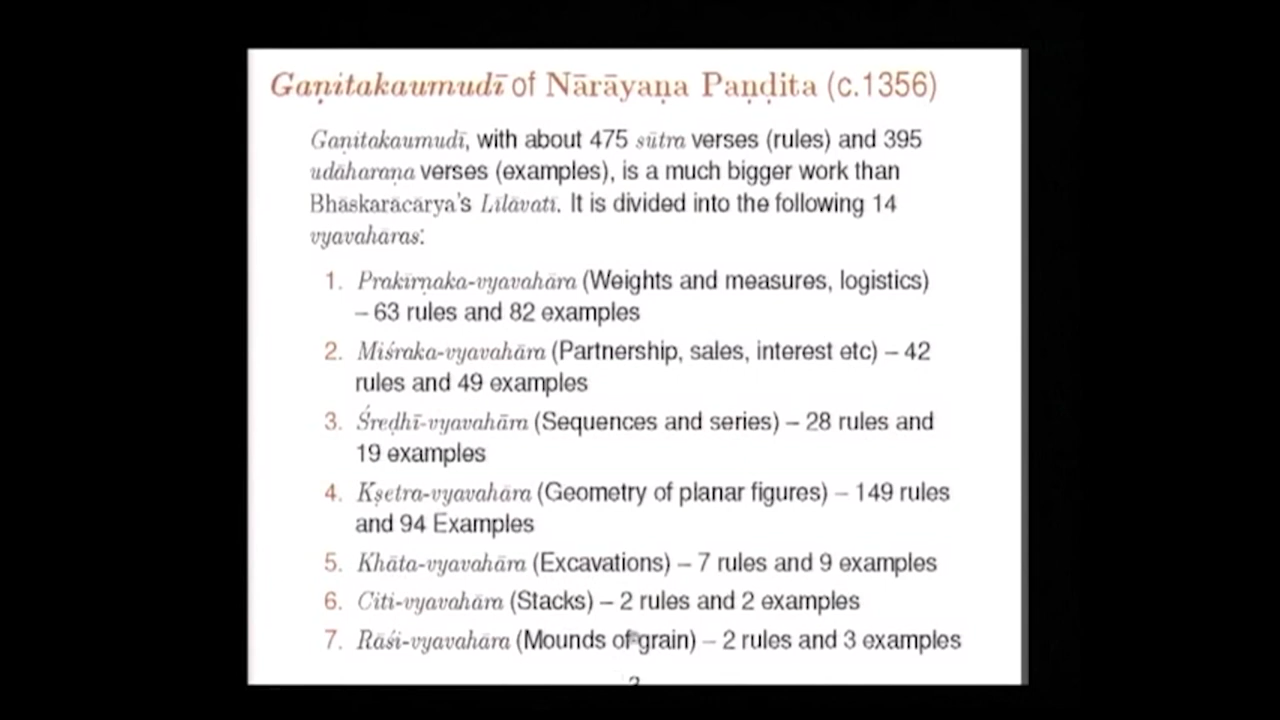 Gaṇitakaumudī of Nārāyaṇa Paṇḍita (c.1356)
Gaṇitakaumudī, with about 475 sūtra verses (rules) and 395
udāharaṇa verses (examples), is a much bigger work than
Bhāskarācārya's Līlāvatī. It is divided into the following 14
vyavahāras:
1. Prakīrṇaka-vyavahāra (Weights and measures, logistics)
– 63 rules and 82 examples
2. Miśraka-vyavahāra (Partnership, sales, interest etc) – 42
rules and 49 examples
3. Śreḍhī-vyavahāra (Sequences and series) – 28 rules and
19 examples
4. Kṣetra-vyavahāra (Geometry of planar figures) – 149 rules
and 94 Examples
5. Khāta-vyavahāra (Excavations) – 7 rules and 9 examples
6. Citi-vyavahāra (Stacks) – 2 rules and 2 examples
7. Rāśi-vyavahāra (Mounds of grain) – 2 rules and 3 examples